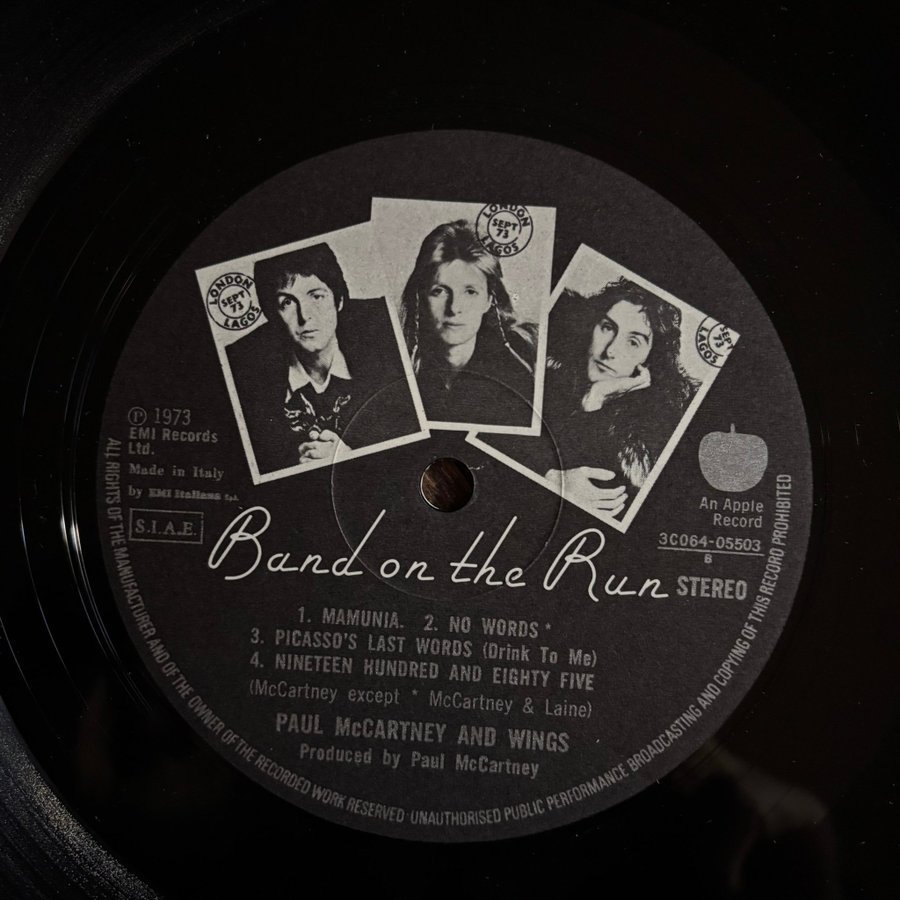 LONDON
SEPT
73
LAGOS
LONDON
SEPT
73
LAGOS
SEP
73
LAGOS
℗ 1973
EMI Records
Ltd.
Made in Italy
by EMI Italiana S.p.A.
S.I.A.E.
An Apple
Record
3C064-05503
B
Band on the Run STEREO
1. MAMUNIA. 2. NO WORDS *
3. PICASSO'S LAST WORDS (Drink To Me)
4. NINETEEN HUNDRED AND EIGHTY FIVE
(McCartney except * McCartney & Laine)
PAUL McCARTNEY AND WINGS
Produced by Paul McCartney
ALL RIGHTS OF THE MANUFACTURER AND OF THE OWNER OF THE RECORDED WORK RESERVED UNAUTHORISED PUBLIC PERFORMANCE BROADCASTING AND COPYING OF THIS RECORD PROHIBITED